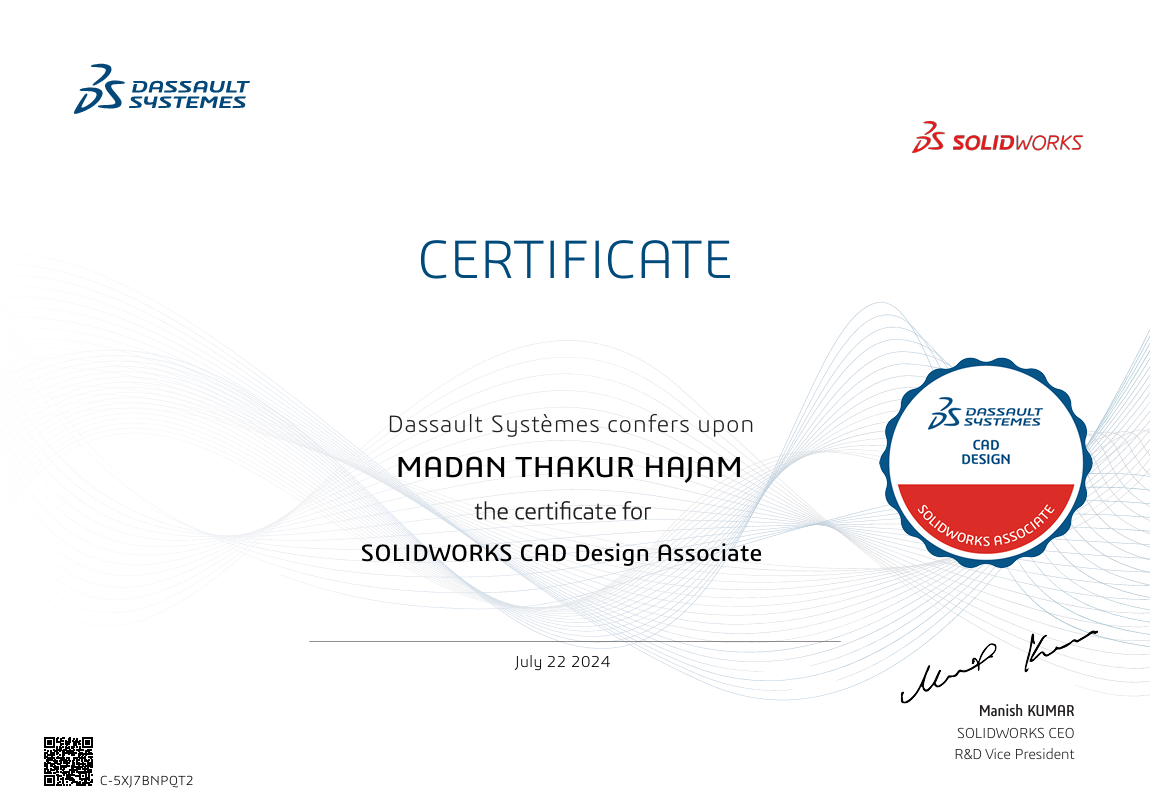 DASSAULT
SYSTEMES
SOLIDWORKS
CERTIFICATE
Dassault Systèmes confers upon
MADAN THAKUR HAJAM
the certificate for
SOLIDWORKS CAD Design Associate
DASSAULT
SYSTEMES
CAD
DESIGN
SOLIDWORKS ASSOCIATE
July 22 2024
Manish KUMAR
SOLIDWORKS CEO
R&D Vice President
C-5XJ7BNPQT2